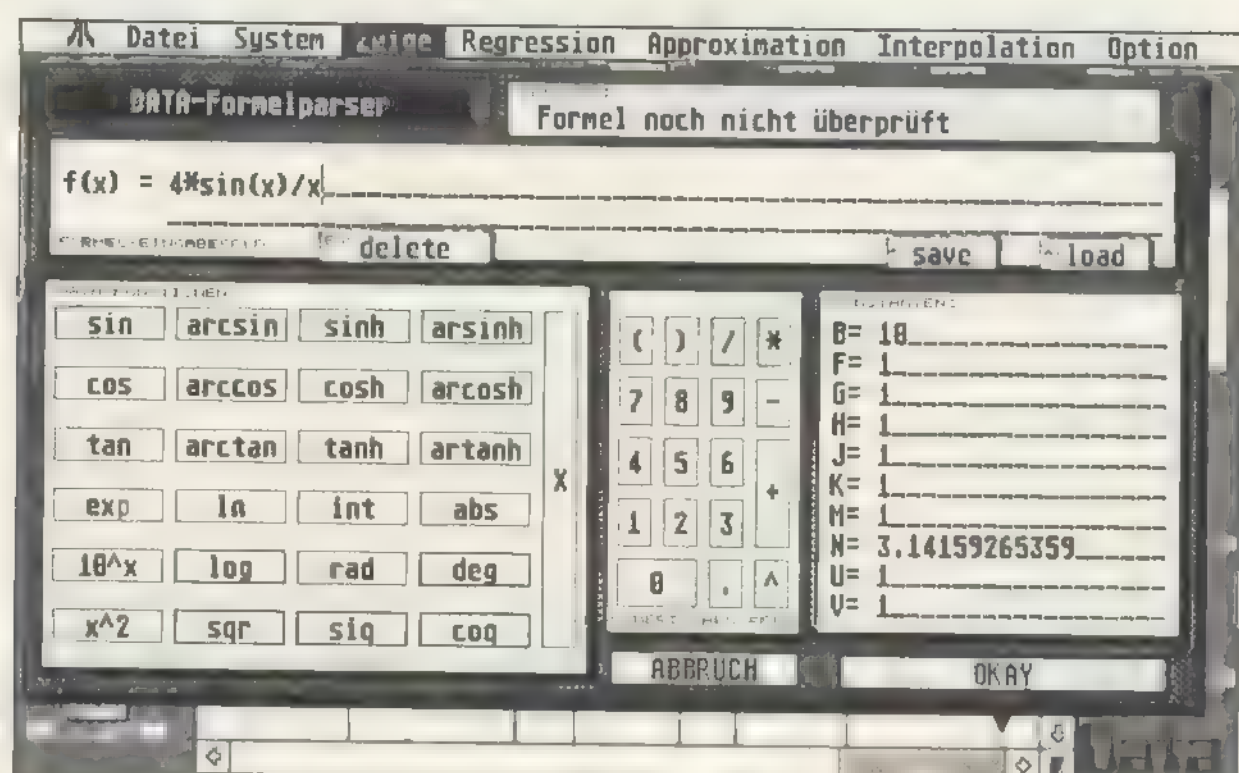 Datei System Regression Approximation Interpolation Option
DATA-Formelparser
Formel noch nicht überprüft
f(x) = 4*sin(x)/x
delete save load
sin arcsin sinh arsinh
cos arccos cosh arcosh
tan arctan tanh artanh
exp ln int abs
10^x log rad deg
x^2 sqr sig cog
X
( ) / *
7 8 9 -
4 5 6
+
1 2 3
0 . ^
B= 10
F= 1
G= 1
H= 1
J= 1
K= 1
M= 1
N= 3.14159265359
U= 1
V= 1
ABBRUCH OKAY